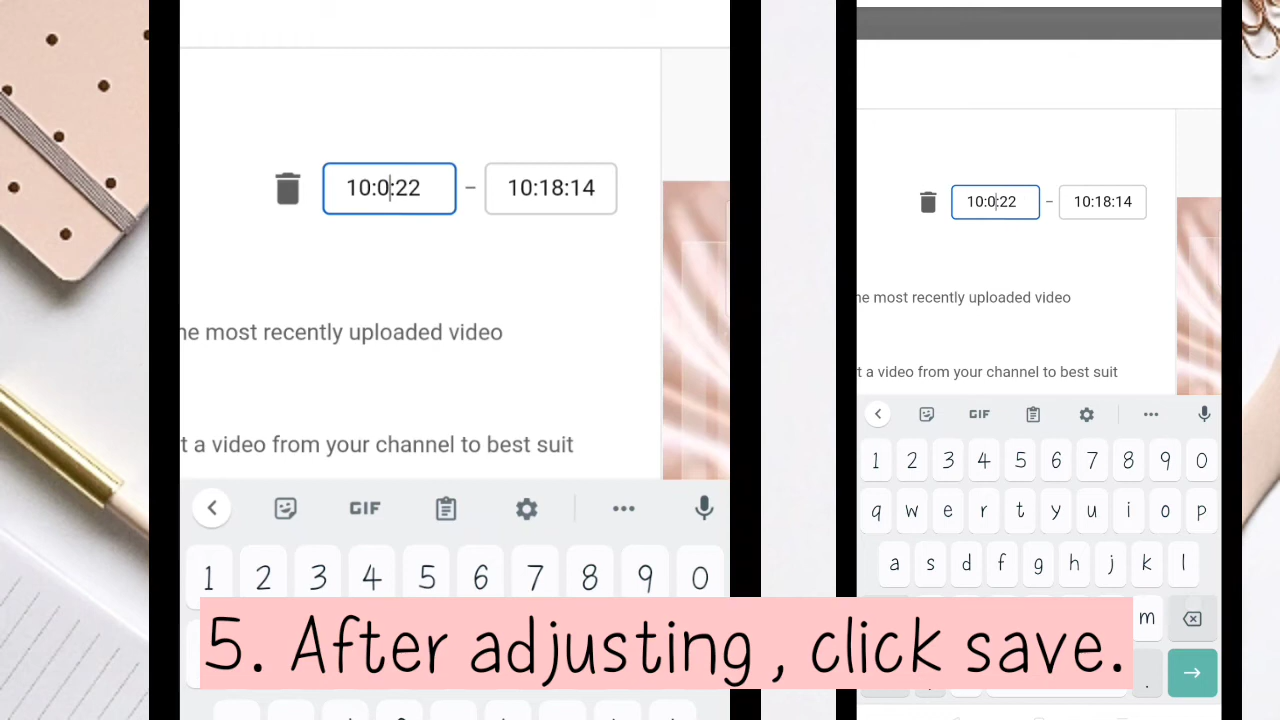 10:0:22 – 10:18:14
he most recently uploaded video
t a video from your channel to best suit
GIF
1 2 3 4 5 6 7 8 9 0
10:0:22 – 10:18:14
he most recently uploaded video
t a video from your channel to best suit
GIF
1 2 3 4 5 6 7 8 9 0
q w e r t y u i o p
a s d f g h j k l
m
.
5. After adjusting , click save.